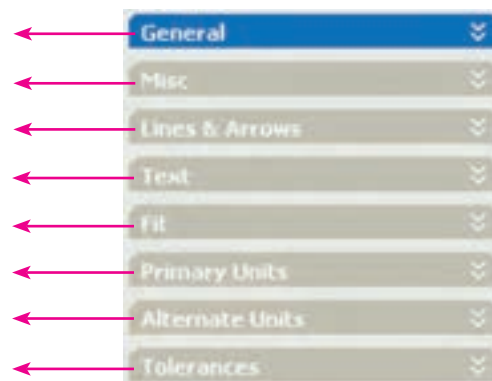 General
Misc
Lines & Arrows
Text
Fit
Primary Units
Alternate Units
Tolerances